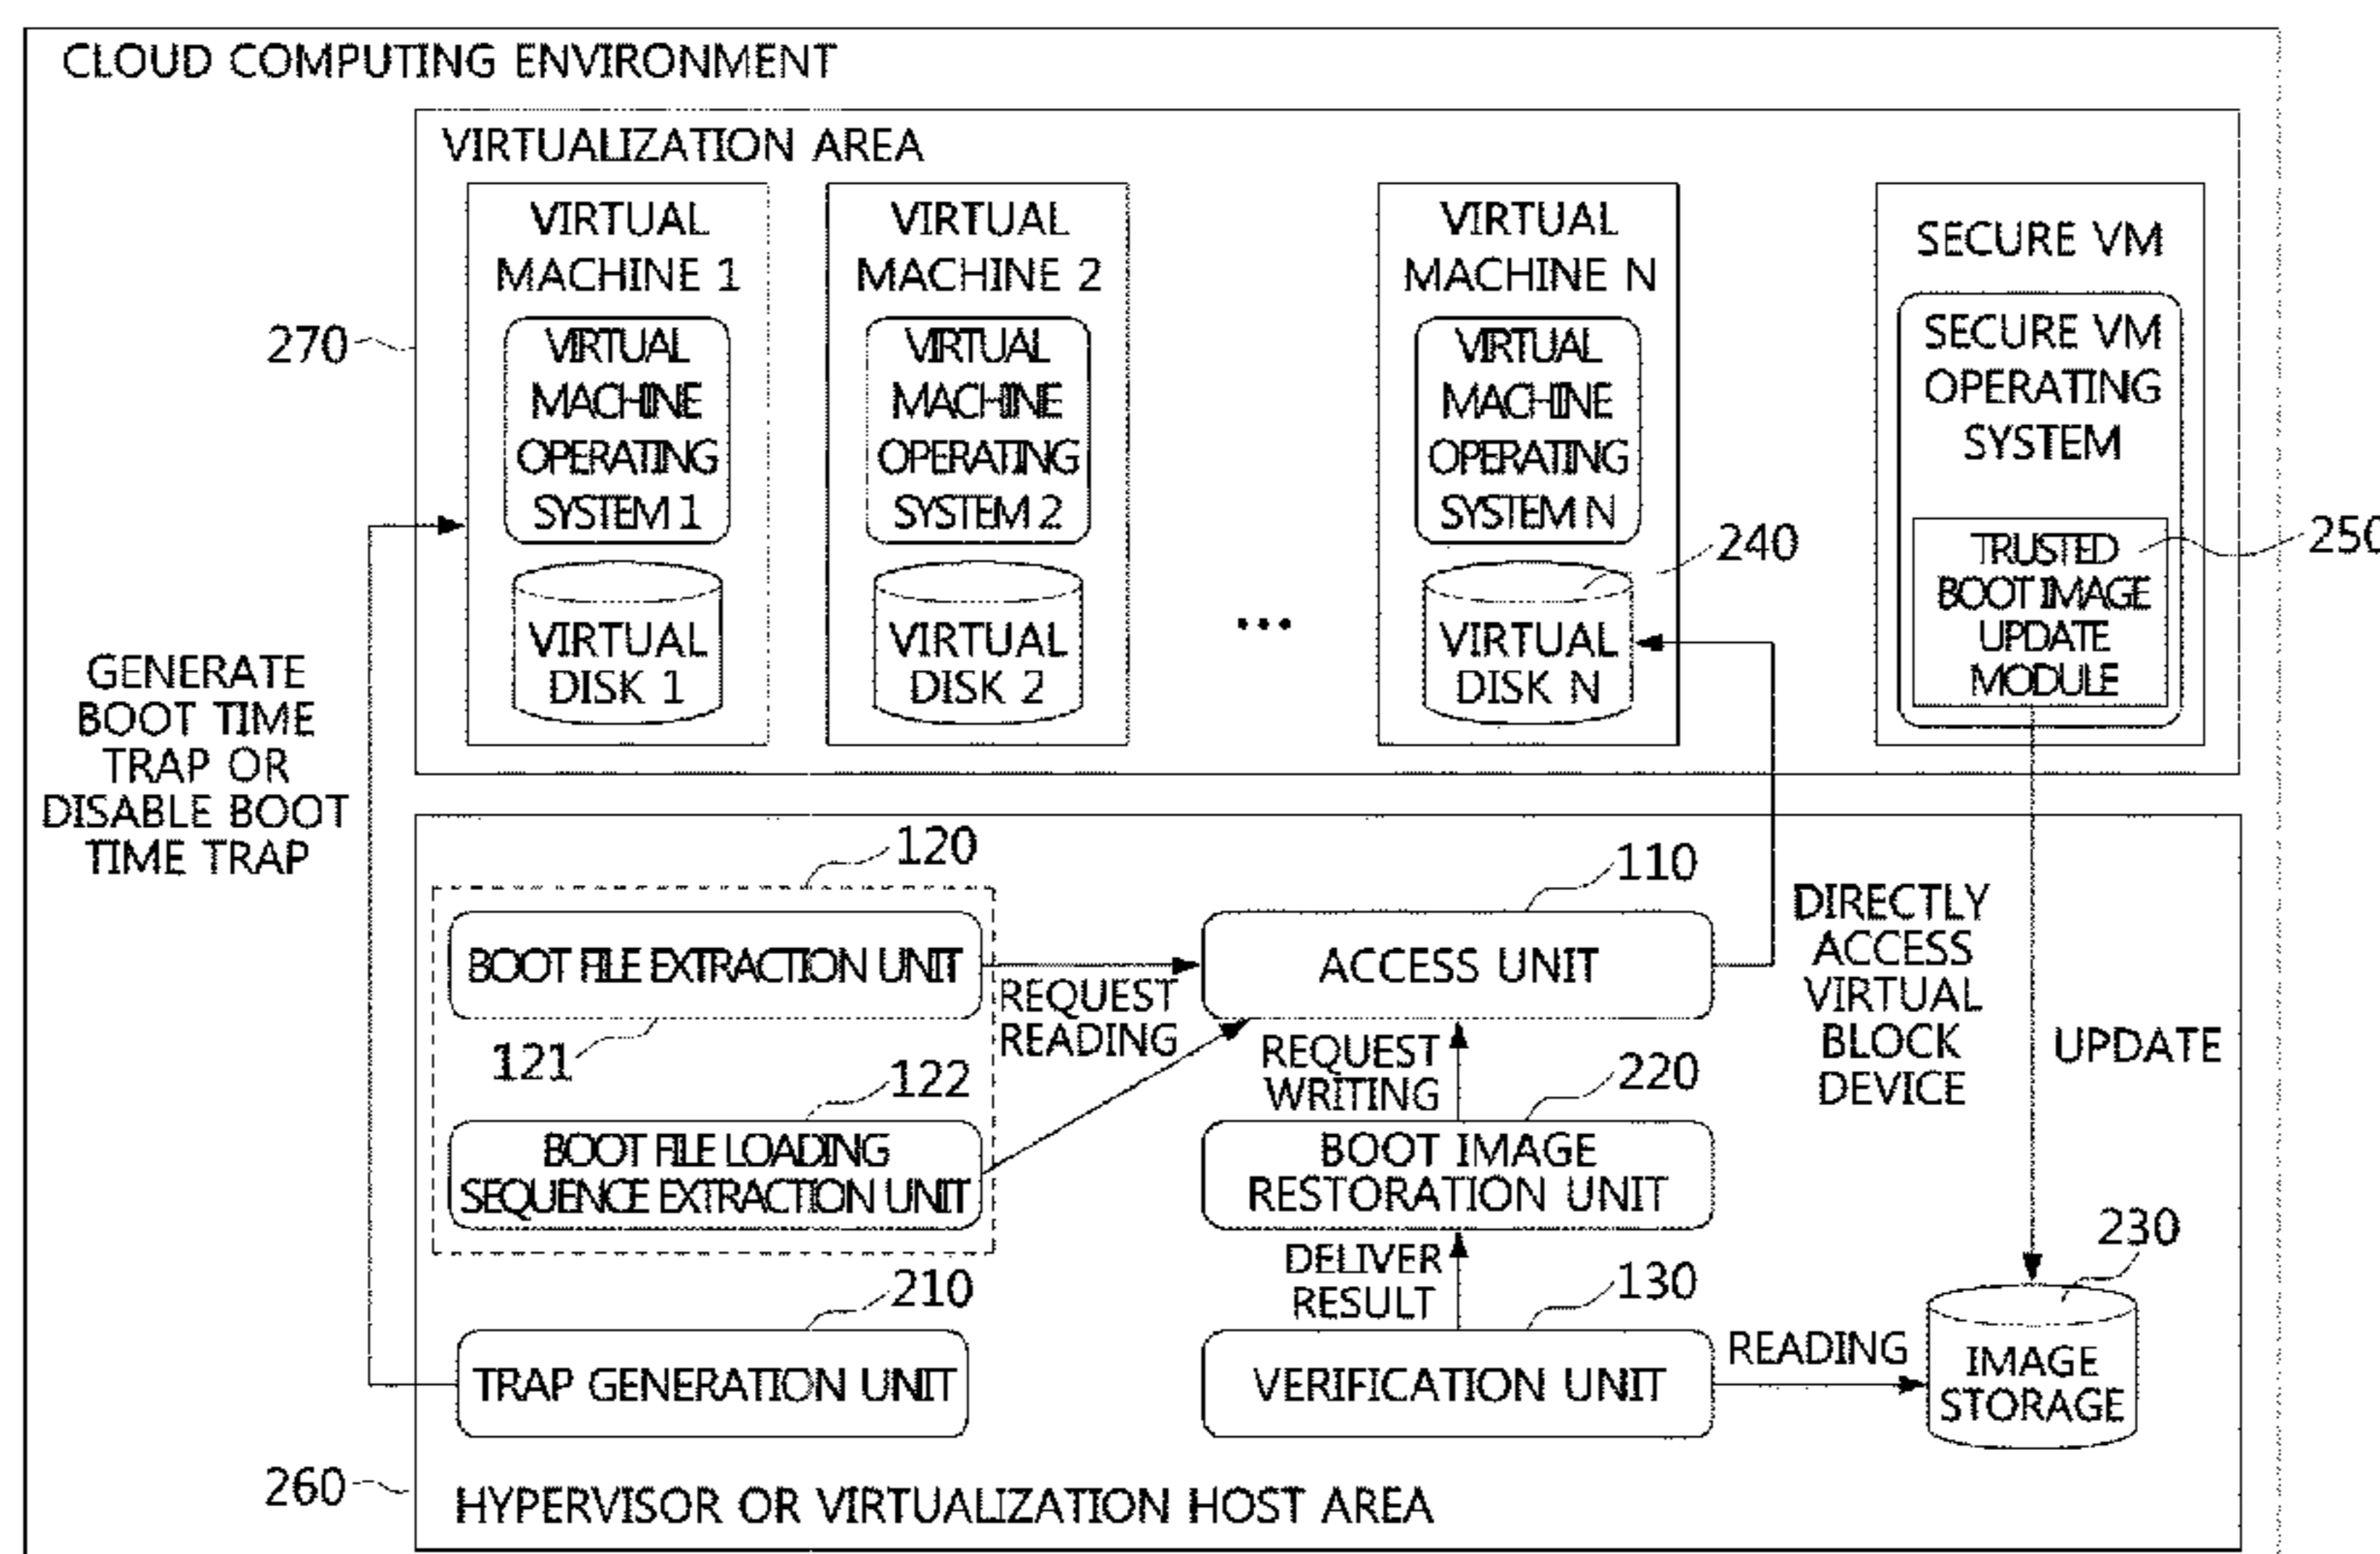 CLOUD COMPUTING ENVIRONMENT
VIRTUALIZATION AREA
270
VIRTUAL
MACHINE 1
VIRTUAL
MACHINE
OPERATING
SYSTEM 1
VIRTUAL
DISK 1
VIRTUAL
MACHINE 2
VIRTUAL
MACHINE
OPERATING
SYSTEM 2
VIRTUAL
DISK 2
...
VIRTUAL
MACHINE N
VIRTUAL
MACHINE
OPERATING
SYSTEM N
240
VIRTUAL
DISK N
SECURE VM
SECURE VM
OPERATING
SYSTEM
TRUSTED
BOOT IMAGE
UPDATE
MODULE
250
GENERATE
BOOT TIME
TRAP OR
DISABLE BOOT
TIME TRAP
120
BOOT FILE EXTRACTION UNIT
121
REQUEST
READING
122
BOOT FILE LOADING
SEQUENCE EXTRACTION UNIT
210
TRAP GENERATION UNIT
110
ACCESS UNIT
DIRECTLY
ACCESS
VIRTUAL
BLOCK
DEVICE
UPDATE
REQUEST
WRITING
220
BOOT IMAGE
RESTORATION UNIT
DELIVER
RESULT
130
VERIFICATION UNIT
READING
230
IMAGE
STORAGE
260
HYPERVISOR OR VIRTUALIZATION HOST AREA